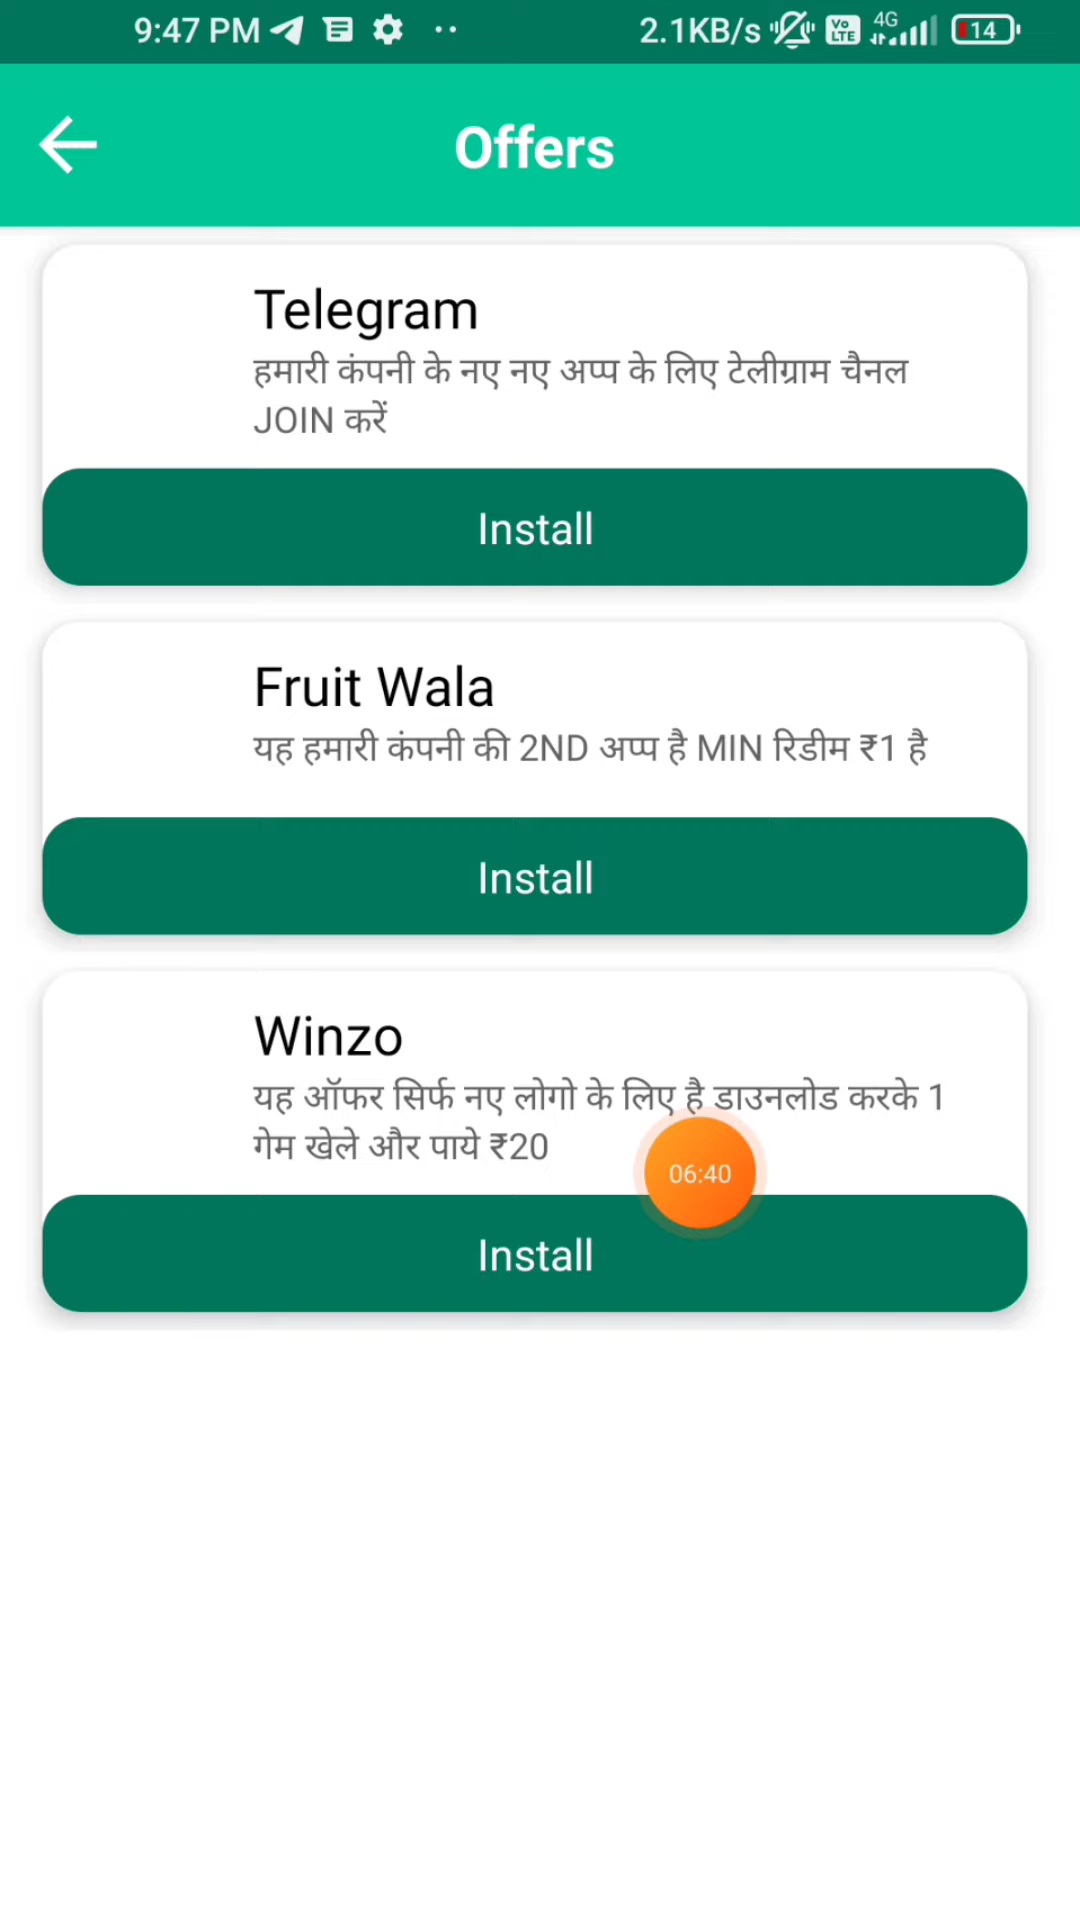 9:47 PM 2.1KB/s Vo LTE 4G 14
Offers
Telegram
हमारी कंपनी के नए नए अप्प के लिए टेलीग्राम चैनल
JOIN करें
Install
Fruit Wala
यह हमारी कंपनी की 2ND अप्प है MIN रिडीम ₹1 है
Install
Winzo
यह ऑफर सिर्फ नए लोगो के लिए है डाउनलोड करके 1
गेम खेले और पाये ₹20
06:40
Install